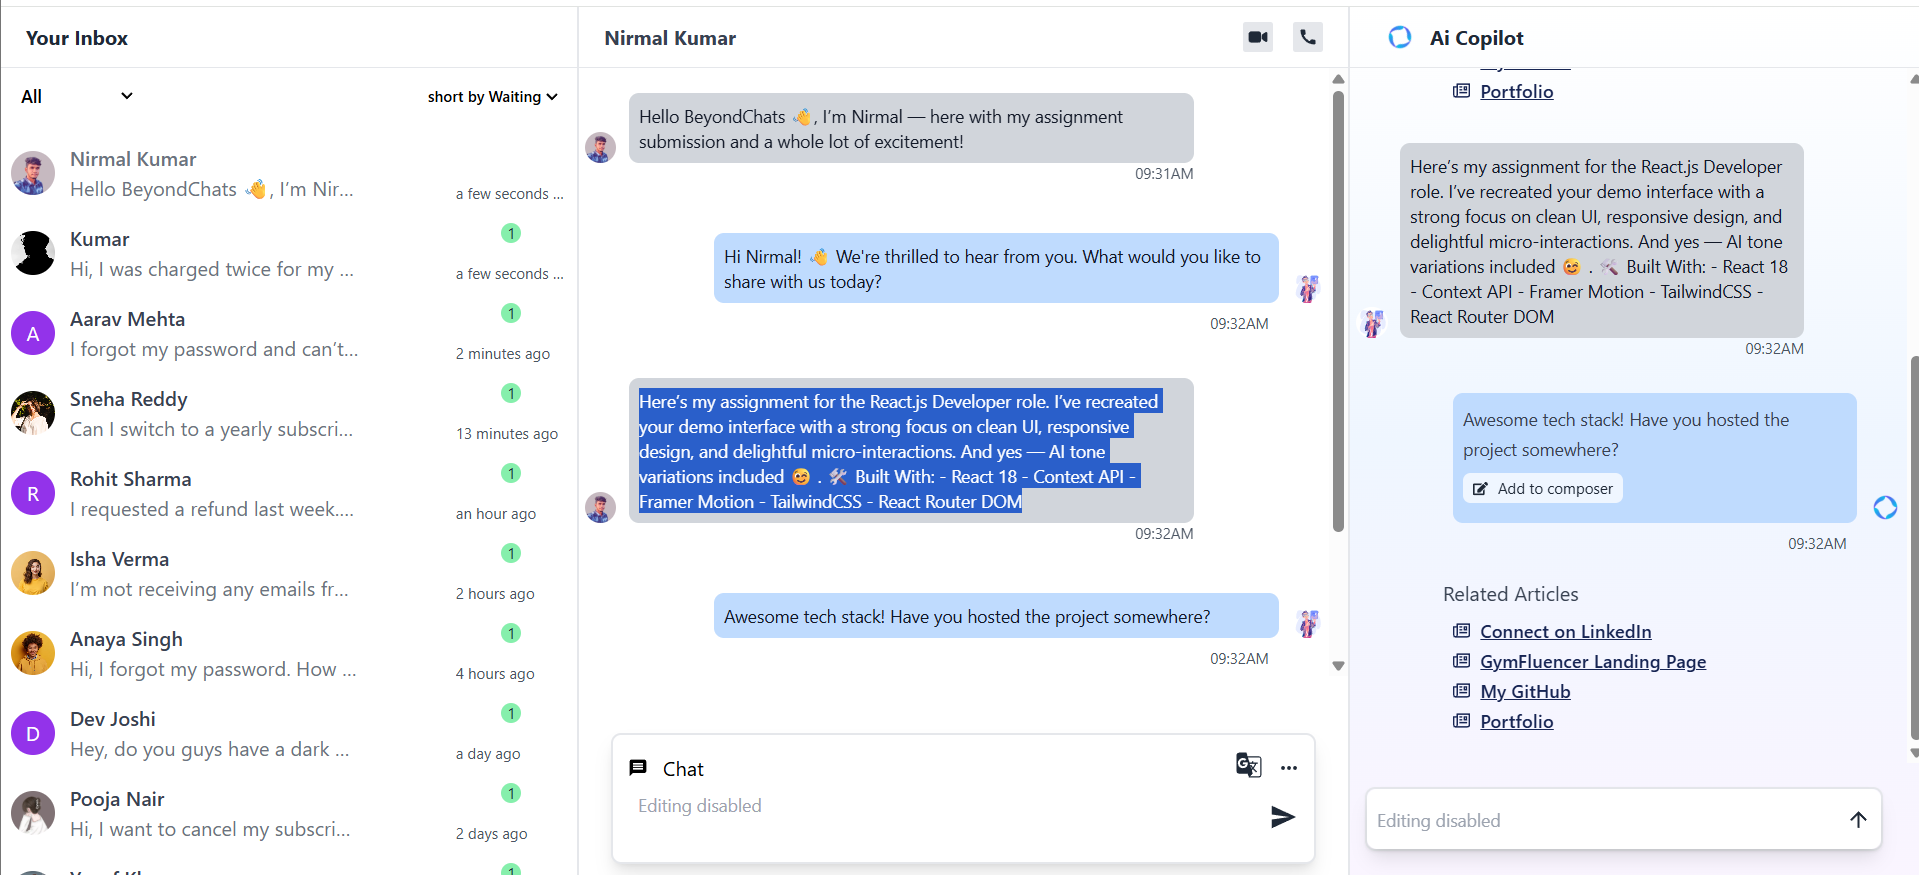 Your Inbox
All
short by Waiting
Nirmal Kumar
Hello BeyondChats 👋, I’m Nir...
a few seconds ...
Kumar
1
Hi, I was charged twice for my ...
a few seconds ...
A
Aarav Mehta
1
I forgot my password and can’t...
2 minutes ago
Sneha Reddy
1
Can I switch to a yearly subscri...
13 minutes ago
R
Rohit Sharma
1
I requested a refund last week....
an hour ago
Isha Verma
1
I’m not receiving any emails fr...
2 hours ago
Anaya Singh
1
Hi, I forgot my password. How ...
4 hours ago
D
Dev Joshi
1
Hey, do you guys have a dark ...
a day ago
Pooja Nair
1
Hi, I want to cancel my subscri...
2 days ago
1
Nirmal Kumar
Hello BeyondChats 👋, I’m Nirmal — here with my assignment
submission and a whole lot of excitement!
09:31AM
Hi Nirmal! 👋 We're thrilled to hear from you. What would you like to
share with us today?
09:32AM
Here’s my assignment for the React.js Developer role. I’ve recreated
your demo interface with a strong focus on clean UI, responsive
design, and delightful micro-interactions. And yes — AI tone
variations included 😉 . 🛠️ Built With: - React 18 - Context API -
Framer Motion - TailwindCSS - React Router DOM
09:32AM
Awesome tech stack! Have you hosted the project somewhere?
09:32AM
Chat
Editing disabled
Ai Copilot
Portfolio
Here’s my assignment for the React.js Developer
role. I’ve recreated your demo interface with a
strong focus on clean UI, responsive design, and
delightful micro-interactions. And yes — AI tone
variations included 😉 . 🛠️ Built With: - React 18
- Context API - Framer Motion - TailwindCSS -
React Router DOM
09:32AM
Awesome tech stack! Have you hosted the
project somewhere?
Add to composer
09:32AM
Related Articles
Connect on LinkedIn
GymFluencer Landing Page
My GitHub
Portfolio
Editing disabled